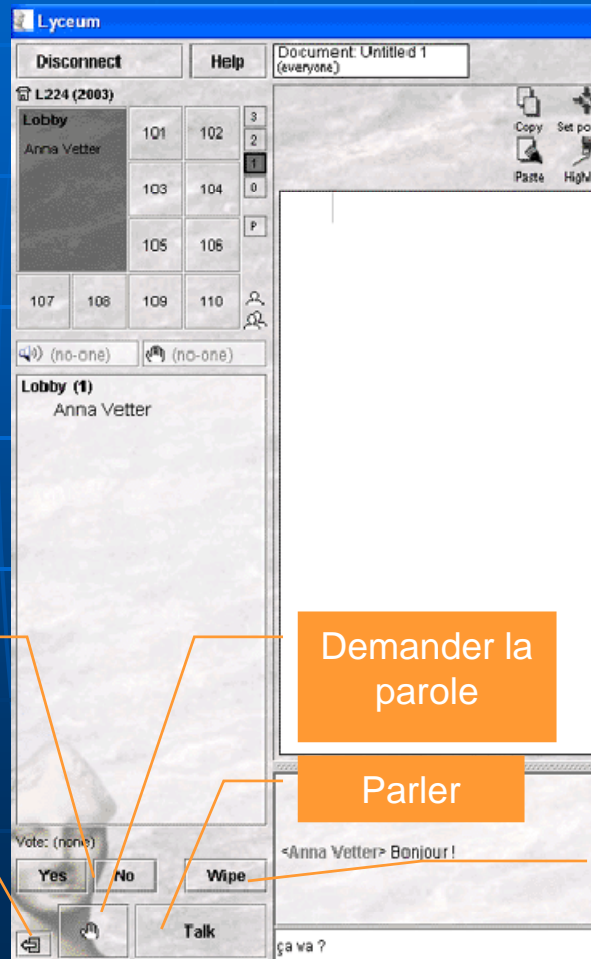 Lyceum
Disconnect
Help
Document: Untitled 1
(everyone)
L224 (2003)
Lobby
Anna Vetter
101
102
103
104
105
106
107
108
109
110
3
2
1
0
P
Copy
Paste
(no-one)
(no-one)
Lobby (1)
Anna Vetter
Demander la
parole
Parler
Vote: (none)
Yes
No
Wipe
Talk
<Anna Vetter> Bonjour !
ça va ?